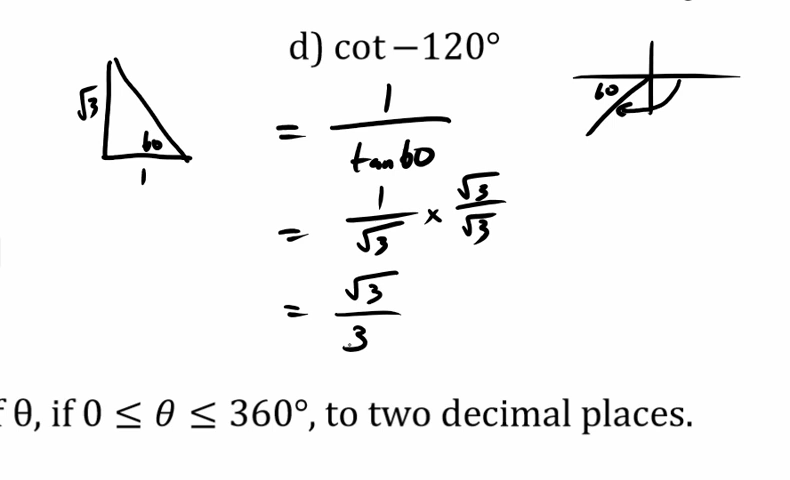 d) cot −120°
√3
60
1
60
= 1 / tan 60
= 1 / √3 × √3 / √3
= √3 / 3
f θ, if 0 ≤ θ ≤ 360°, to two decimal places.